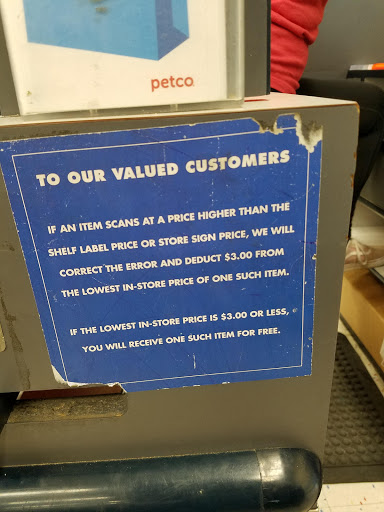 petco
TO OUR VALUED CUSTOMERS
IF AN ITEM SCANS AT A PRICE HIGHER THAN THE
SHELF LABEL PRICE OR STORE SIGN PRICE, WE WILL
CORRECT THE ERROR AND DEDUCT $3.00 FROM
THE LOWEST IN-STORE PRICE OF ONE SUCH ITEM.
IF THE LOWEST IN-STORE PRICE IS $3.00 OR LESS,
YOU WILL RECEIVE ONE SUCH ITEM FOR FREE.